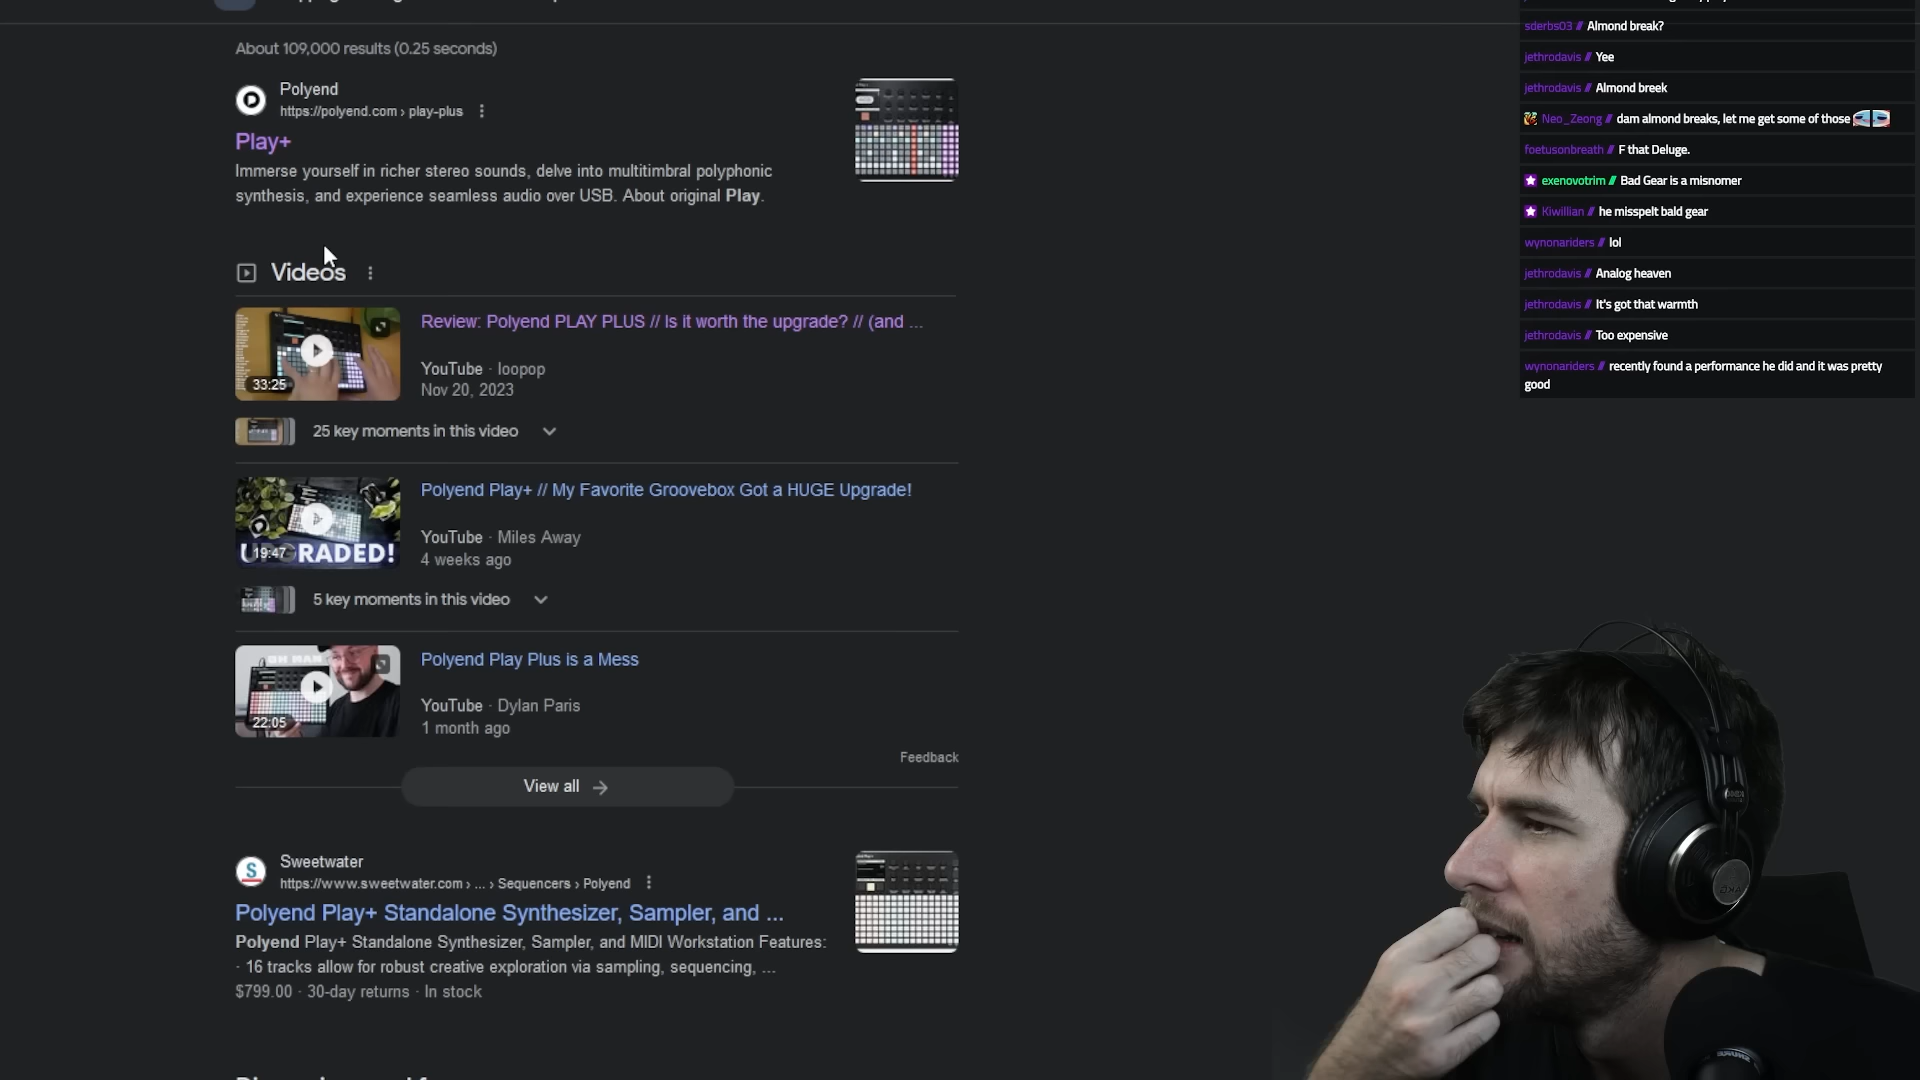 About 109,000 results (0.25 seconds)
Polyend
https://polyend.com › play-plus
Play+
Immerse yourself in richer stereo sounds, delve into multitimbral polyphonic
synthesis, and experience seamless audio over USB. About original Play.
Videos
Review: Polyend PLAY PLUS // Is it worth the upgrade? // (and ...
YouTube · loopop
Nov 20, 2023
33:25
25 key moments in this video
Polyend Play+ // My Favorite Groovebox Got a HUGE Upgrade!
YouTube · Miles Away
4 weeks ago
UPGRADED!
19:47
5 key moments in this video
Polyend Play Plus is a Mess
YouTube · Dylan Paris
1 month ago
22:05
Feedback
View all
Sweetwater
https://www.sweetwater.com › ... › Sequencers › Polyend
Polyend Play+ Standalone Synthesizer, Sampler, and ...
Polyend Play+ Standalone Synthesizer, Sampler, and MIDI Workstation Features:
· 16 tracks allow for robust creative exploration via sampling, sequencing, ...
$799.00 · 30-day returns · In stock
sderbs03 // Almond break?
jethrodavis // Yee
jethrodavis // Almond breek
Neo_Zeong // dam almond breaks, let me get some of those
foetusonbreath // F that Deluge.
exenovotrim // Bad Gear is a misnomer
Kiwillian // he misspelt bald gear
wynonariders // lol
jethrodavis // Analog heaven
jethrodavis // It's got that warmth
jethrodavis // Too expensive
wynonariders // recently found a performance he did and it was pretty
good
AKG